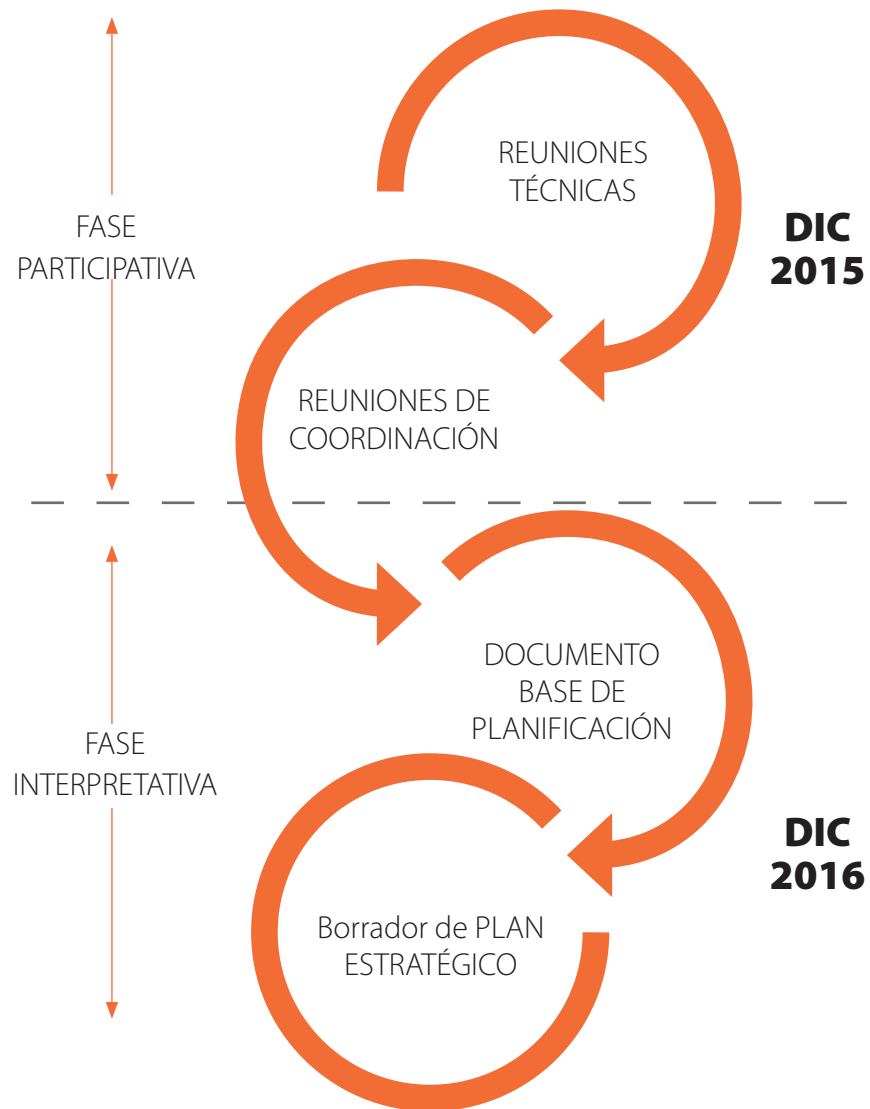 REUNIONES
TÉCNICAS
FASE
PARTICIPATIVA
DIC
2015
REUNIONES DE
COORDINACIÓN
DOCUMENTO
BASE DE
PLANIFICACIÓN
FASE
INTERPRETATIVA
DIC
2016
Borrador de PLAN
ESTRATÉGICO